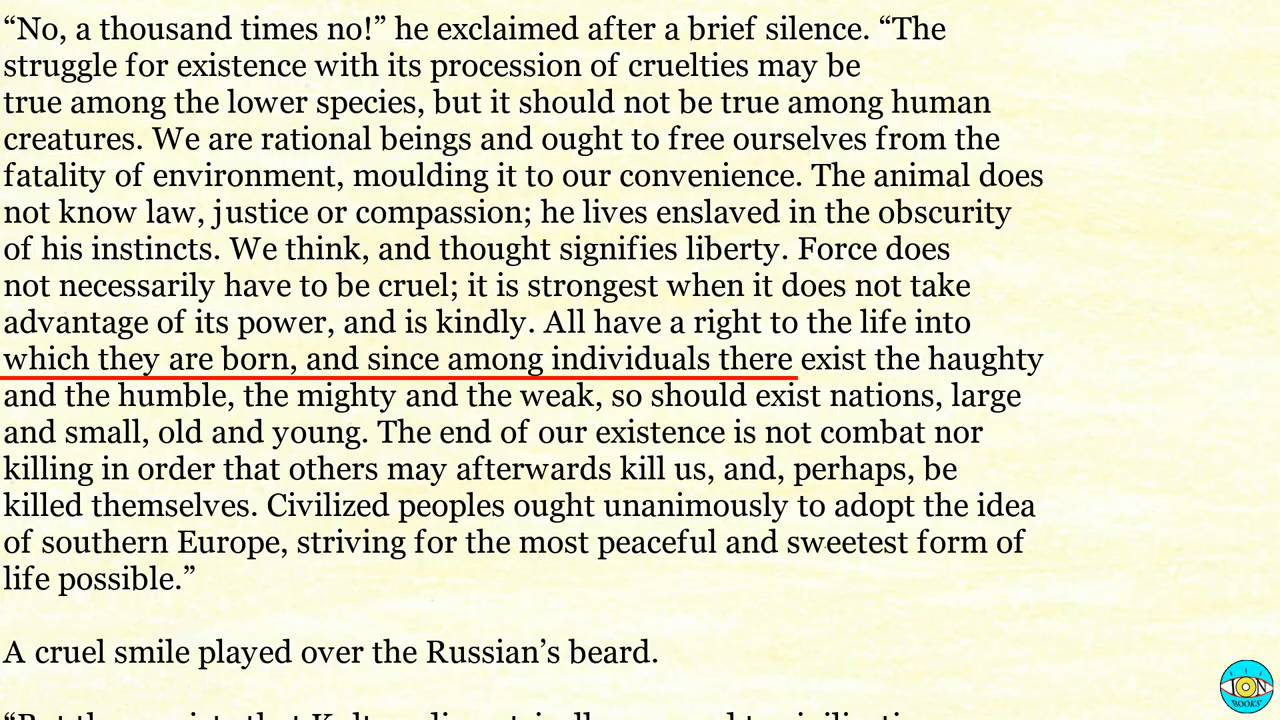 “No, a thousand times no!” he exclaimed after a brief silence. “The
struggle for existence with its procession of cruelties may be
true among the lower species, but it should not be true among human
creatures. We are rational beings and ought to free ourselves from the
fatality of environment, moulding it to our convenience. The animal does
not know law, justice or compassion; he lives enslaved in the obscurity
of his instincts. We think, and thought signifies liberty. Force does
not necessarily have to be cruel; it is strongest when it does not take
advantage of its power, and is kindly. All have a right to the life into
which they are born, and since among individuals there exist the haughty
and the humble, the mighty and the weak, so should exist nations, large
and small, old and young. The end of our existence is not combat nor
killing in order that others may afterwards kill us, and, perhaps, be
killed themselves. Civilized peoples ought unanimously to adopt the idea
of southern Europe, striving for the most peaceful and sweetest form of
life possible.”
A cruel smile played over the Russian’s beard.
ION
BOOKS